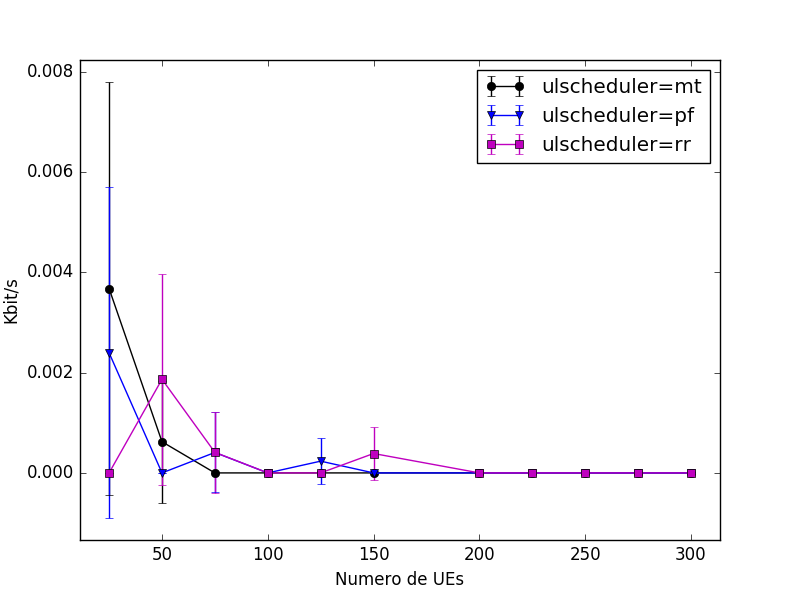 0.008
0.006
0.004
0.002
0.000
Kbit/s
ulscheduler=mt
ulscheduler=pf
ulscheduler=rr
50 100 150 200 250 300
Numero de UEs